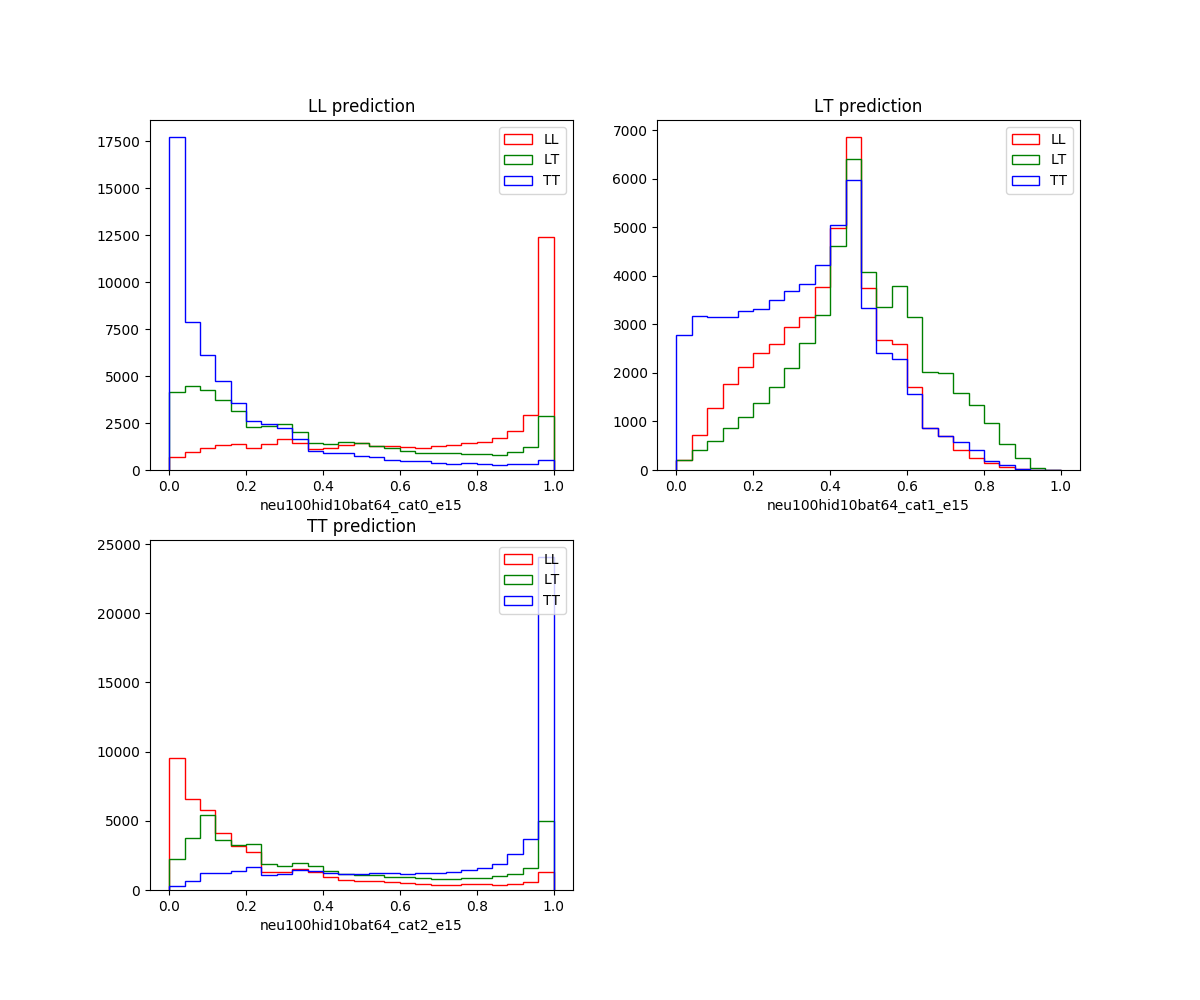 LL prediction
17500
15000
12500
10000
7500
5000
2500
0
0.0 0.2 0.4 0.6 0.8 1.0
neu100hid10bat64_cat0_e15
LL
LT
TT
LT prediction
7000
6000
5000
4000
3000
2000
1000
0
0.0 0.2 0.4 0.6 0.8 1.0
neu100hid10bat64_cat1_e15
LL
LT
TT
TT prediction
25000
20000
15000
10000
5000
0
0.0 0.2 0.4 0.6 0.8 1.0
neu100hid10bat64_cat2_e15
LL
LT
TT